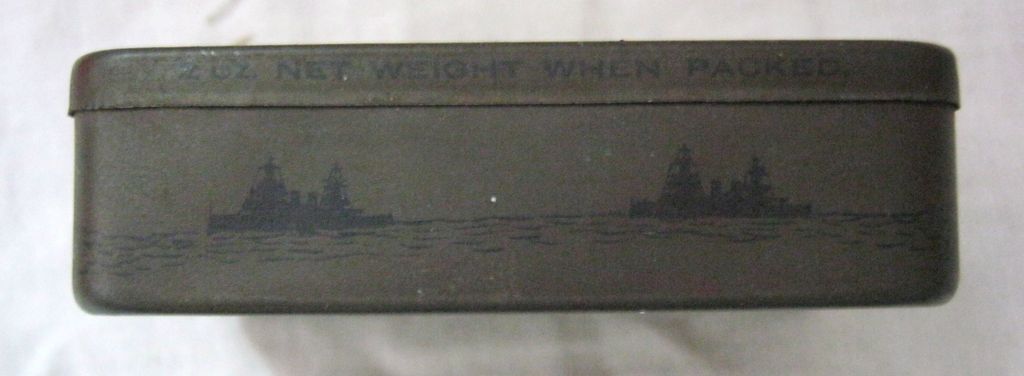 2 OZ. NET WEIGHT WHEN PACKED.